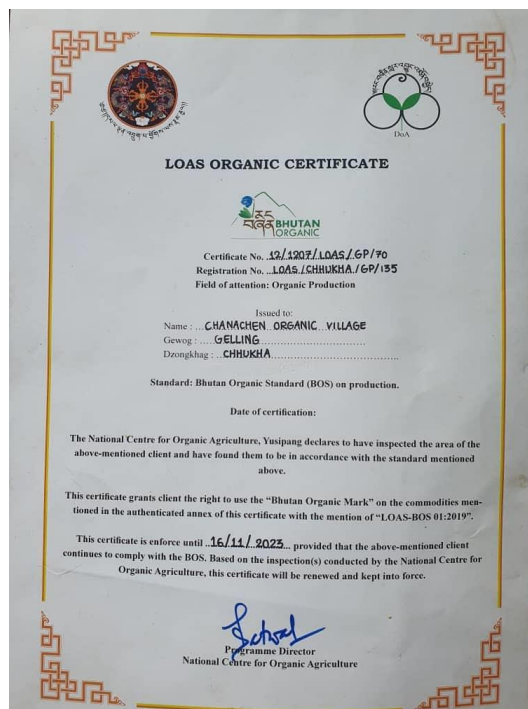 DoA
LOAS ORGANIC CERTIFICATE
BHUTAN
ORGANIC
Certificate No. 12/1207/LOAS/GP/70
Registration No. LOAS/CHHUKHA/GP/135
Field of attention: Organic Production
Issued to:
Name : CHANACHEN ORGANIC VILLAGE
Gewog : GELLING
Dzongkhag : CHHUKHA
Standard: Bhutan Organic Standard (BOS) on production.
Date of certification:
The National Centre for Organic Agriculture, Yusipang declares to have inspected the area of the
above-mentioned client and have found them to be in accordance with the standard mentioned
above.
This certificate grants client the right to use the “Bhutan Organic Mark” on the commodities men-
tioned in the authenticated annex of this certificate with the mention of “LOAS-BOS 01:2019”.
This certificate is enforce until 16/11/2023 provided that the above-mentioned client
continues to comply with the BOS. Based on the inspection(s) conducted by the National Centre for
Organic Agriculture, this certificate will be renewed and kept into force.
Programme Director
National Centre for Organic Agriculture